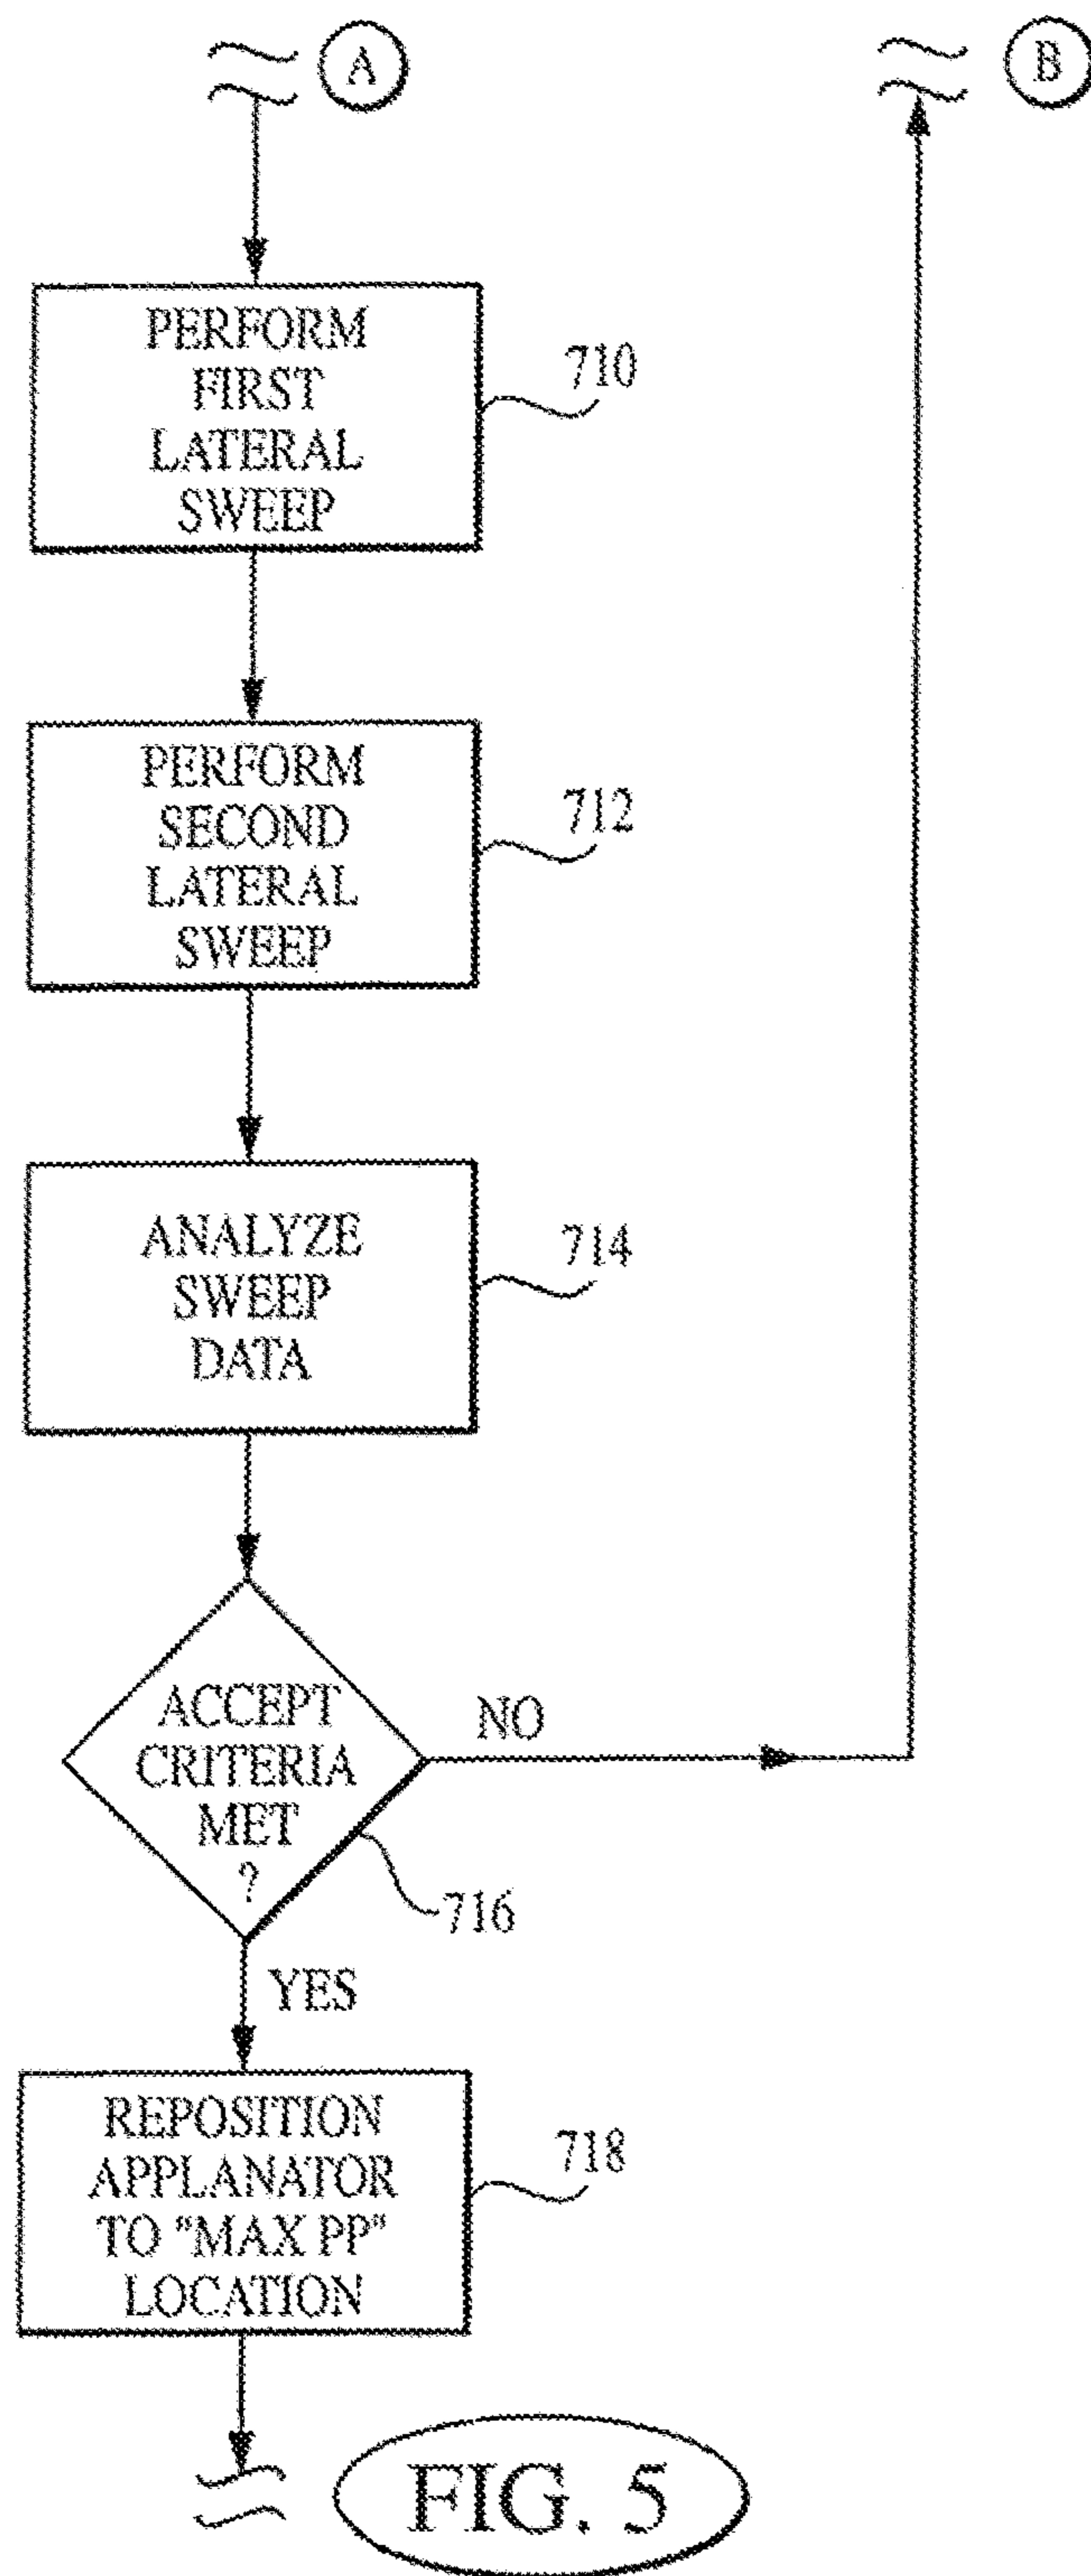 A
B
PERFORM
FIRST
LATERAL
SWEEP
710
PERFORM
SECOND
LATERAL
SWEEP
712
ANALYZE
SWEEP
DATA
714
ACCEPT
CRITERIA
MET
?
NO
716
YES
REPOSITION
APPLANATOR
TO "MAX PP"
LOCATION
718
FIG. 5